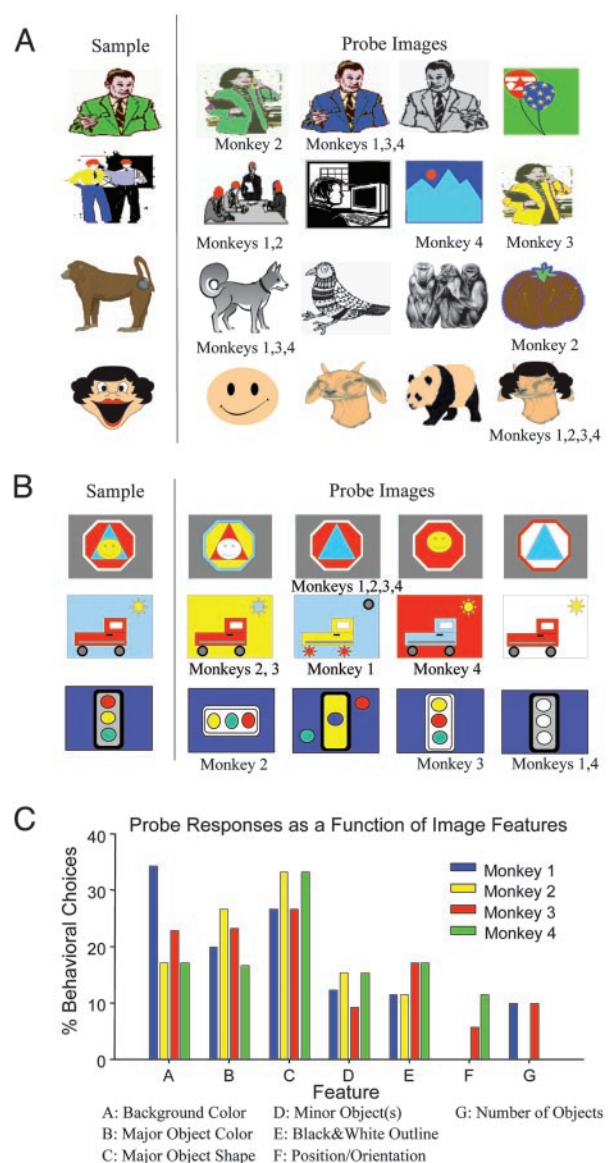 A
Sample Probe Images
Monkey 2 Monkeys 1,3,4
Monkeys 1,2 Monkey 4 Monkey 3
Monkeys 1,3,4 Monkey 2
Monkeys 1,2,3,4
B
Sample Probe Images
Monkeys 1,2,3,4
Monkeys 2, 3 Monkey 1 Monkey 4
Monkey 2 Monkey 3 Monkeys 1,4
C
Probe Responses as a Function of Image Features
40
30
20
10
0
% Behavioral Choices
Monkey 1
Monkey 2
Monkey 3
Monkey 4
A B C D E F G
Feature
A: Background Color D: Minor Object(s) G: Number of Objects
B: Major Object Color E: Black&White Outline
C: Major Object Shape F: Position/Orientation